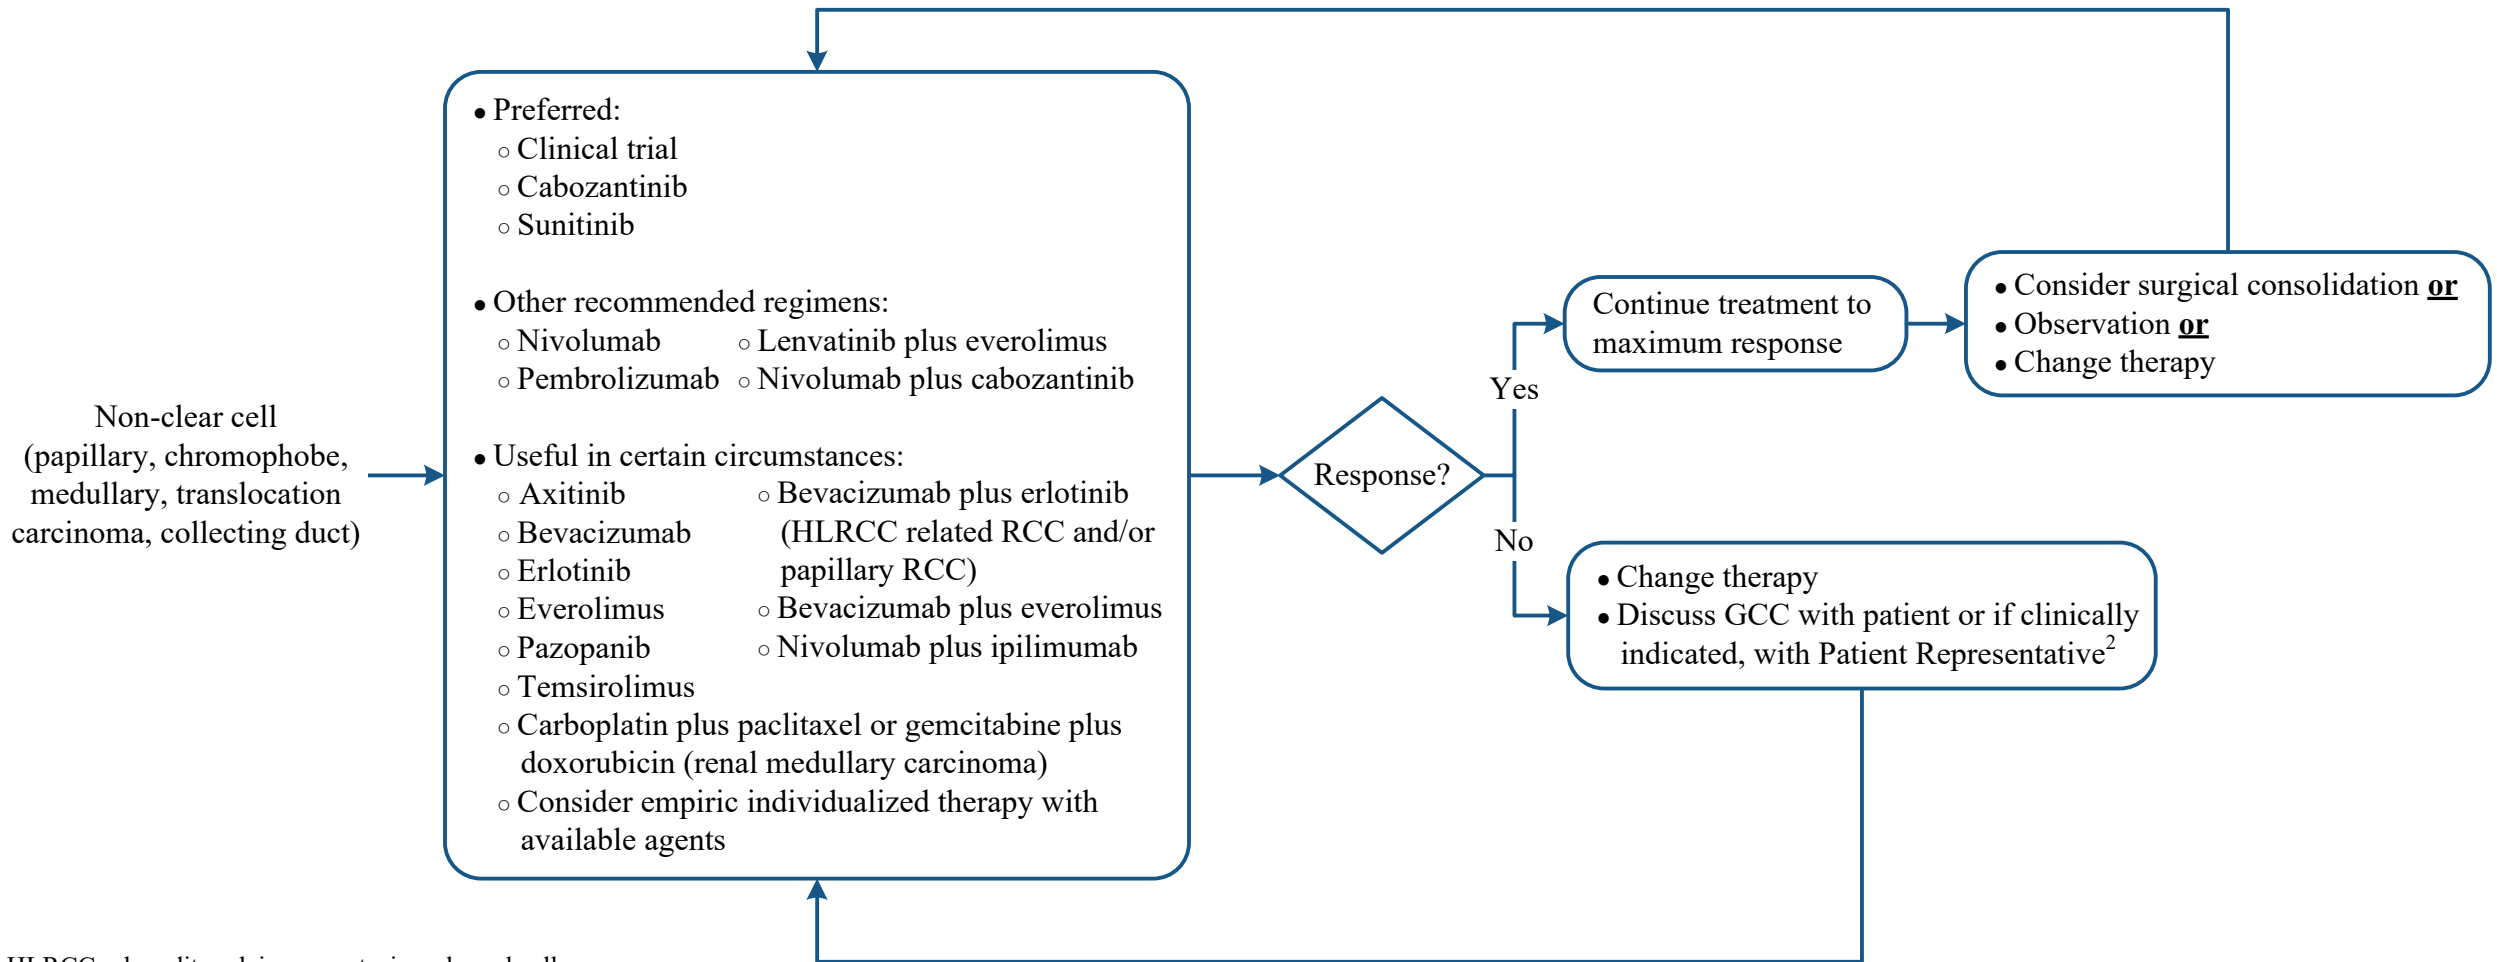 Non-clear cell
(papillary, chromophobe,
medullary, translocation
carcinoma, collecting duct)
● Preferred:
○ Clinical trial
○ Cabozantinib
○ Sunitinib
● Other recommended regimens:
○ Nivolumab ○ Lenvatinib plus everolimus
○ Pembrolizumab ○ Nivolumab plus cabozantinib
● Useful in certain circumstances:
○ Axitinib
○ Bevacizumab
○ Erlotinib
○ Everolimus
○ Pazopanib
○ Temsirolimus
○ Bevacizumab plus erlotinib
(HLRCC related RCC and/or
papillary RCC)
○ Bevacizumab plus everolimus
○ Nivolumab plus ipilimumab
○ Carboplatin plus paclitaxel or gemcitabine plus
doxorubicin (renal medullary carcinoma)
○ Consider empiric individualized therapy with
available agents
Response?
Yes
Continue treatment to
maximum response
● Consider surgical consolidation or
● Observation or
● Change therapy
No
● Change therapy
● Discuss GCC with patient or if clinically
indicated, with Patient Representative²